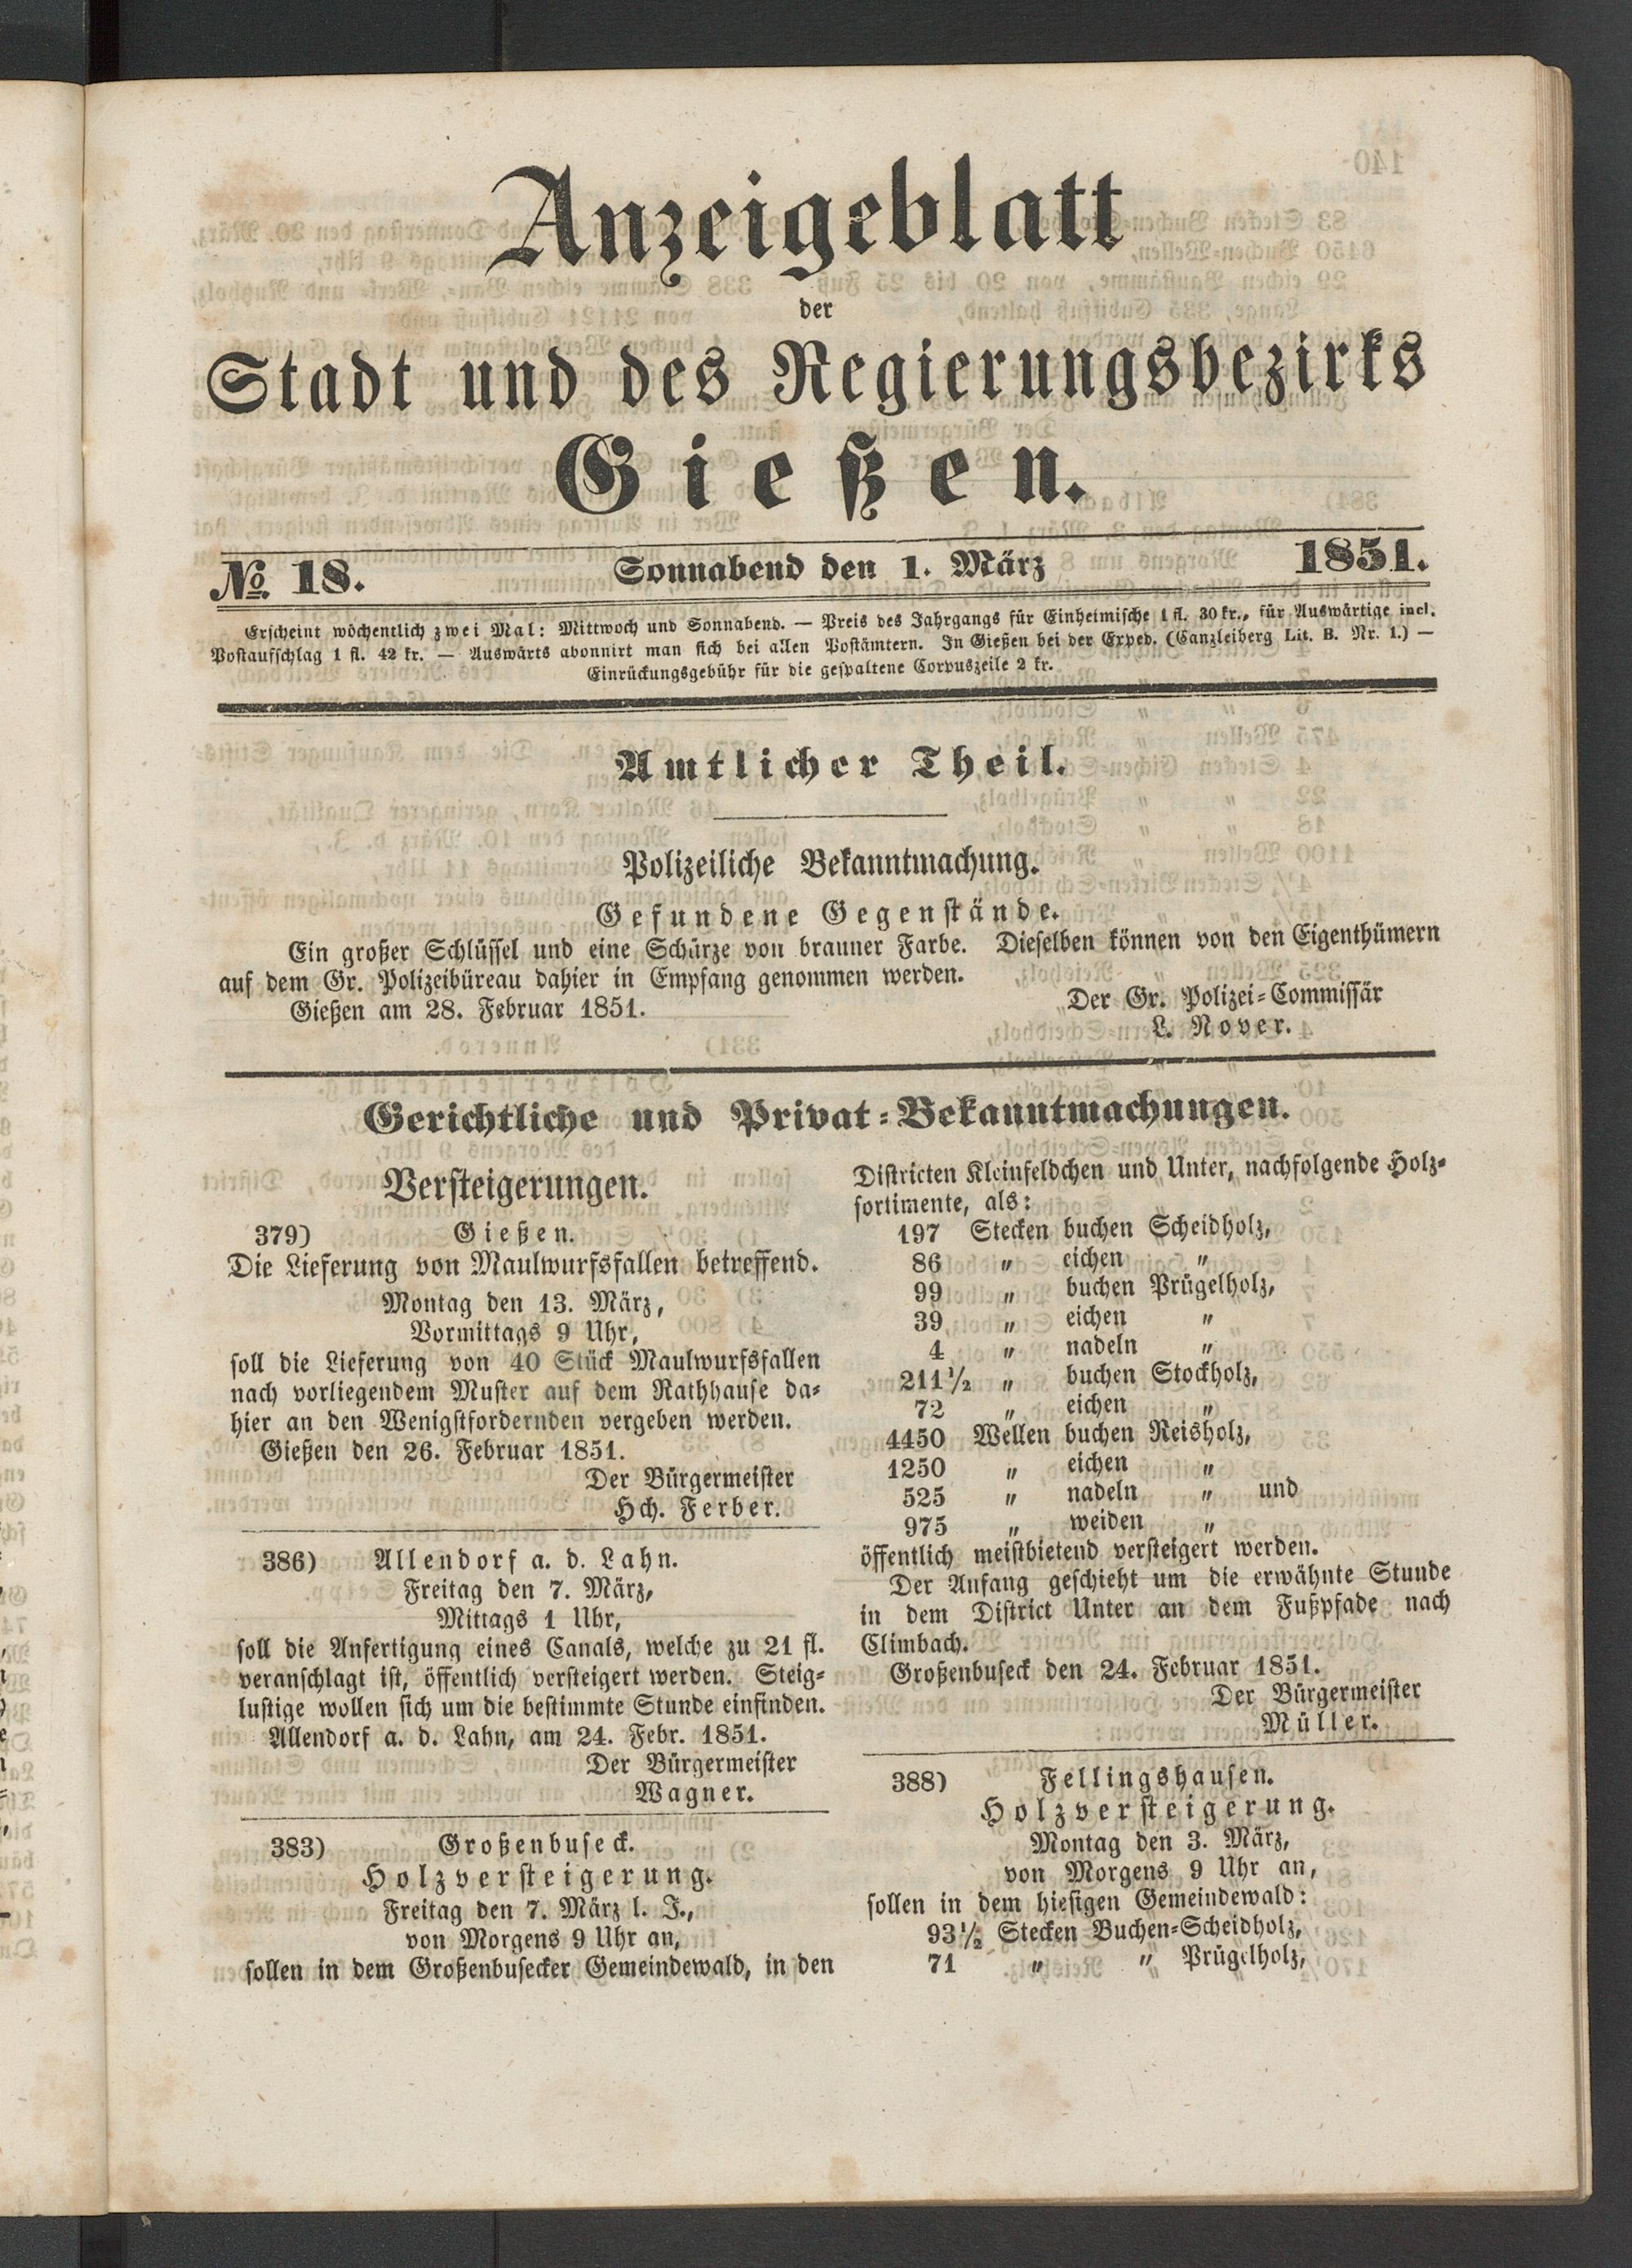 Anzeigeblatt
der
Stadt und des Regierungsbezirks
Gießen.
No. 18. Sonnabend den 1. März 1851.
Erscheint wöchentlich zwei Mal: Mittwoch und Sonnabend. — Preis des Jahrgangs für Einheimische 1 fl. 30 kr., für Auswärtige incl.
Postaufschlag 1 fl. 42 kr. — Auswärts abonnirt man sich bei allen Postämtern. In Gießen bei der Exped. (Canzleiberg Lit. B. Nr. 1.) —
Einrückungsgebühr für die gespaltene Corpuszeile 2 kr.
Amtlicher Theil.
Polizeiliche Bekanntmachung.
Gefundene Gegenstände.
Ein großer Schlüssel und eine Schürze von brauner Farbe. Dieselben können von den Eigenthümern
auf dem Gr. Polizeibüreau dahier in Empfang genommen werden.
Gießen am 28. Februar 1851.
Der Gr. Polizei-Commissär
L. Nover.
Gerichtliche und Privat-Bekanntmachungen.
Versteigerungen.
379) Gießen.
Die Lieferung von Maulwurfsfallen betreffend.
Montag den 13. März,
Vormittags 9 Uhr,
soll die Lieferung von 40 Stück Maulwurfsfallen
nach vorliegendem Muster auf dem Rathhause da-
hier an den Wenigstfordernden vergeben werden.
Gießen den 26. Februar 1851.
Der Bürgermeister
Hch. Ferber.
386) Allendorf a. d. Lahn.
Freitag den 7. März,
Mittags 1 Uhr,
soll die Anfertigung eines Canals, welche zu 21 fl.
veranschlagt ist, öffentlich versteigert werden. Steig-
lustige wollen sich um die bestimmte Stunde einfinden.
Allendorf a. d. Lahn, am 24. Febr. 1851.
Der Bürgermeister
Wagner.
383) Großenbuseck.
Holzversteigerung.
Freitag den 7. März l. J.,
von Morgens 9 Uhr an,
sollen in dem Großenbusecker Gemeindewald, in den
Districten Kleinfeldchen und Unter, nachfolgende Holz-
sortimente, als:
197 Stecken buchen Scheidholz,
86 " eichen "
99 " buchen Prügelholz,
39 " eichen "
4 " nadeln "
211 1/2 " buchen Stockholz,
72 " eichen "
4450 Wellen buchen Reisholz,
1250 " eichen "
525 " nadeln " und
975 " weiden "
öffentlich meistbietend versteigert werden.
Der Anfang geschieht um die erwähnte Stunde
in dem District Unter an dem Fußpfade nach
Climbach.
Großenbuseck den 24. Februar 1851.
Der Bürgermeister
Müller.
388) Fellingshausen.
Holzversteigerung.
Montag den 3. März,
von Morgens 9 Uhr an,
sollen in dem hiesigen Gemeindewald:
93 1/2 Stecken Buchen-Scheidholz,
71 " " Prügelholz,